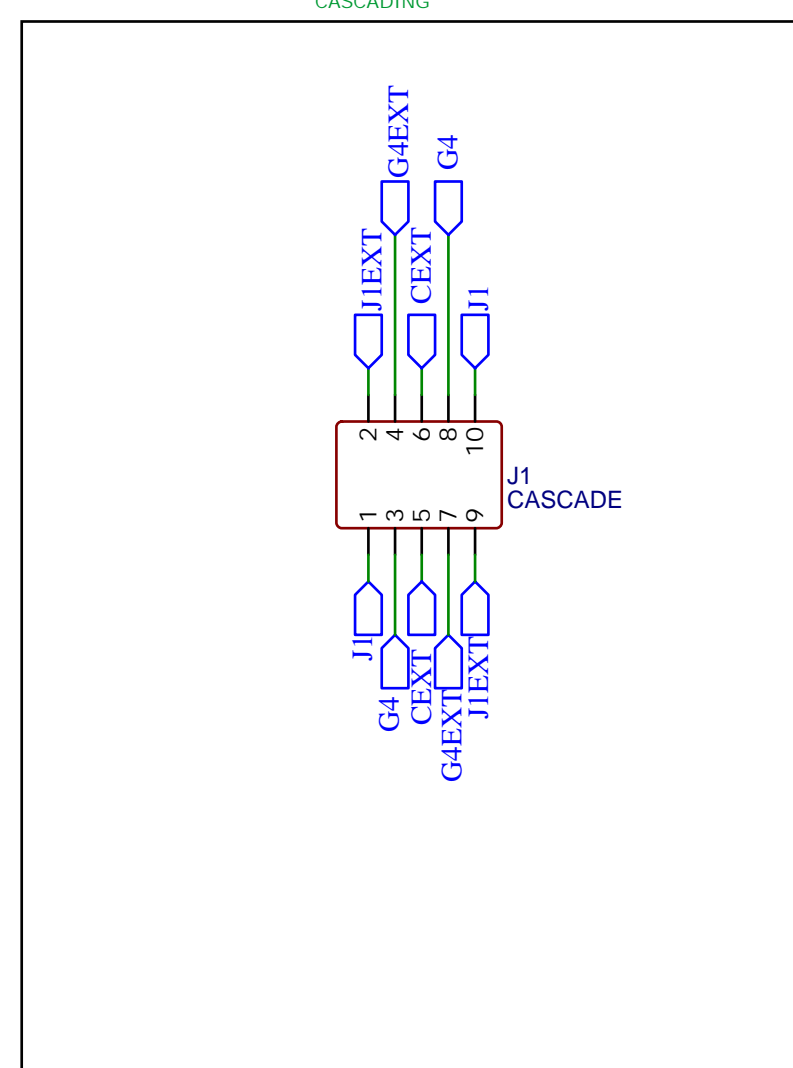 CASCADING
G4EXT
G4
J1EXT
CEXT
J1
2 4 6 8 10
J1
CASCADE
1 3 5 7 9
J1
G4
CEXT
G4EXT
J1EXT